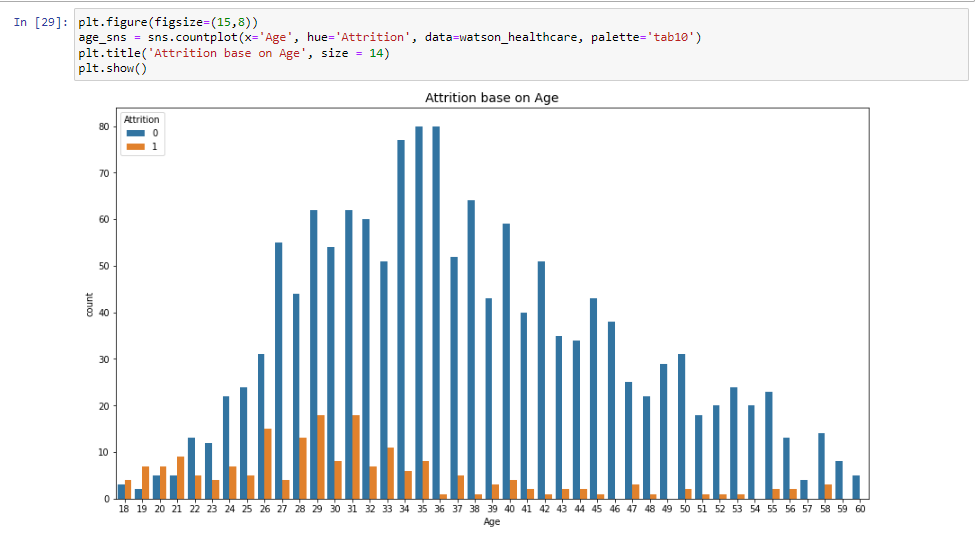 In [29]: plt.figure(figsize=(15,8))
age_sns = sns.countplot(x='Age', hue='Attrition', data=watson_healthcare, palette='tab10')
plt.title('Attrition base on Age', size = 14)
plt.show()
Attrition base on Age
Attrition
0
1
80
70
60
50
40
30
20
10
0
count
18 19 20 21 22 23 24 25 26 27 28 29 30 31 32 33 34 35 36 37 38 39 40 41 42 43 44 45 46 47 48 49 50 51 52 53 54 55 56 57 58 59 60
Age